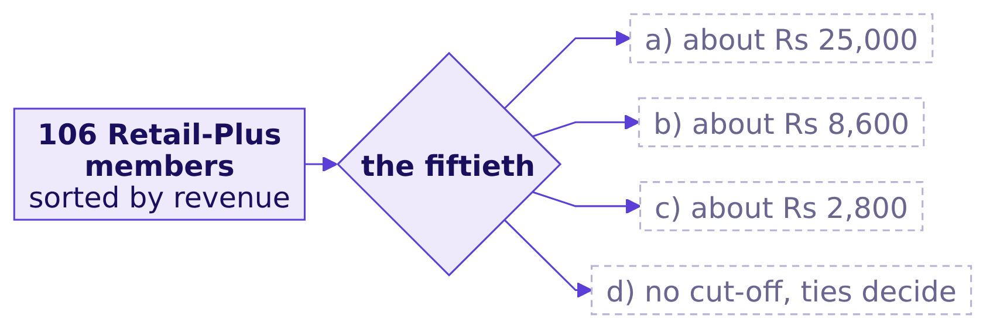 106 Retail-Plus
members
sorted by revenue
the fiftieth
a) about Rs 25,000
b) about Rs 8,600
c) about Rs 2,800
d) no cut-off, ties decide